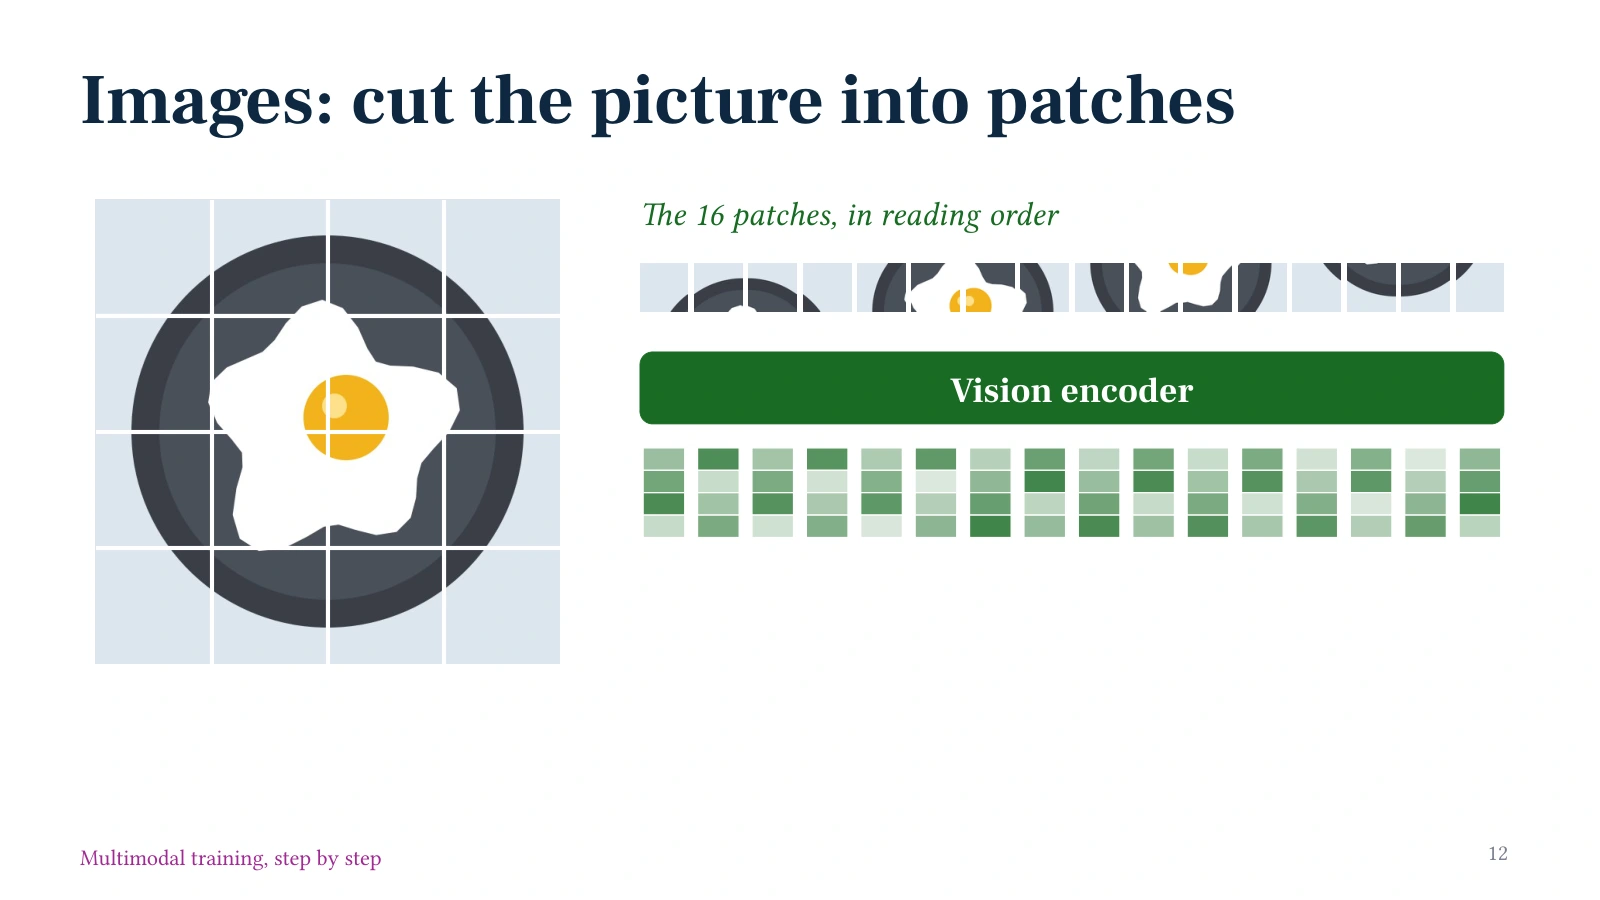 Images: cut the picture into patches
The 16 patches, in reading order
Vision encoder
Multimodal training, step by step
12